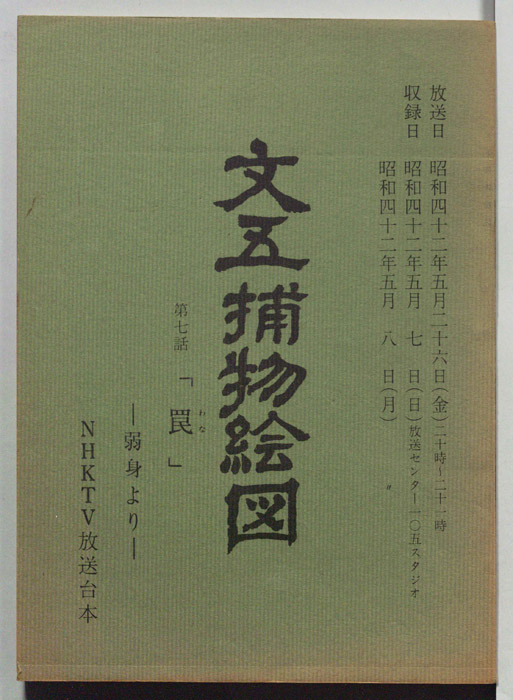 放送日 昭和四十二年五月二十六日(金)二十時~二十一時
収録日 昭和四十二年五月 七 日(日)放送センター一〇五スタジオ
昭和四十二年五月 八 日(月) 〃
文五捕物絵図
第七話「罠」
わな
―弱身より―
NHKTV放送台本